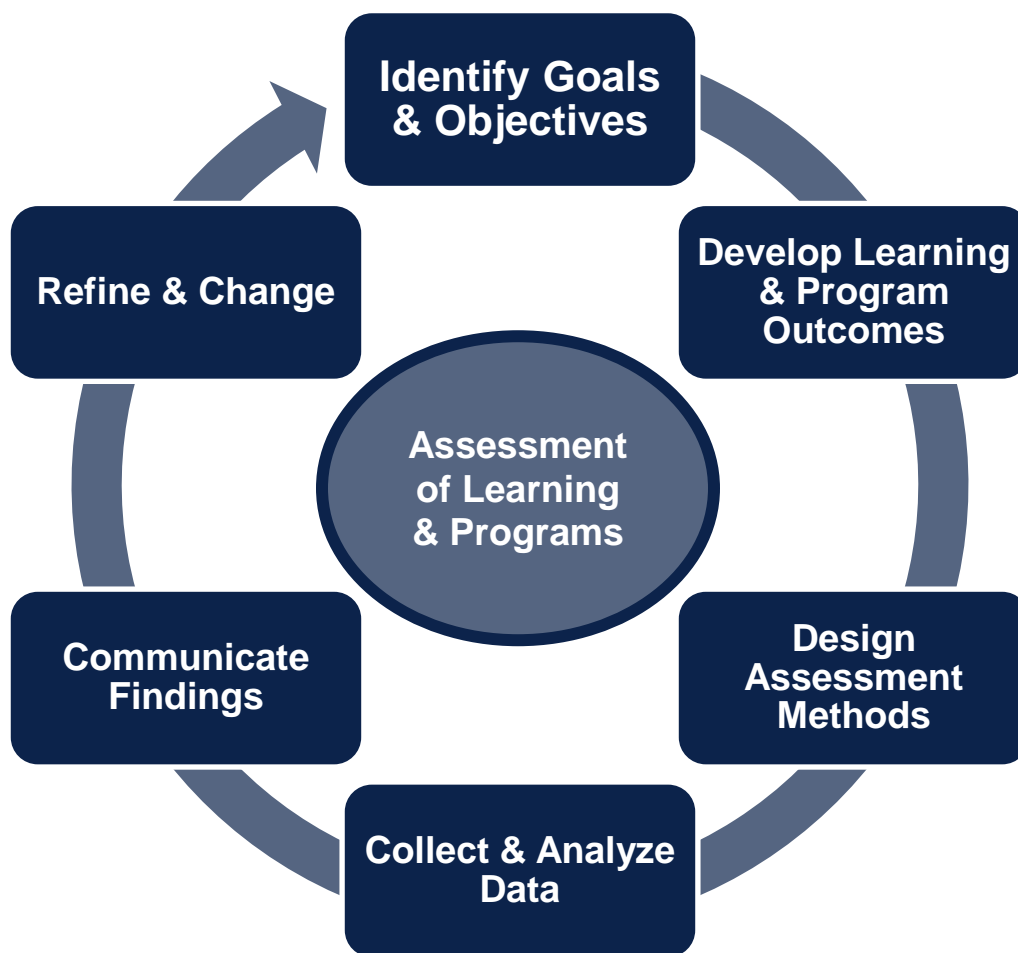 Identify Goals
& Objectives
Develop Learning
& Program
Outcomes
Design
Assessment
Methods
Collect & Analyze
Data
Communicate
Findings
Refine & Change
Assessment
of Learning
& Programs